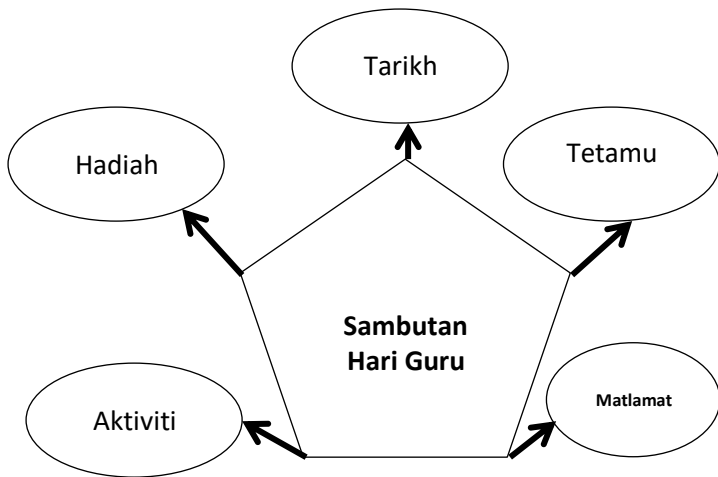 Tarikh
Hadiah
Tetamu
Sambutan
Hari Guru
Aktiviti
Matlamat